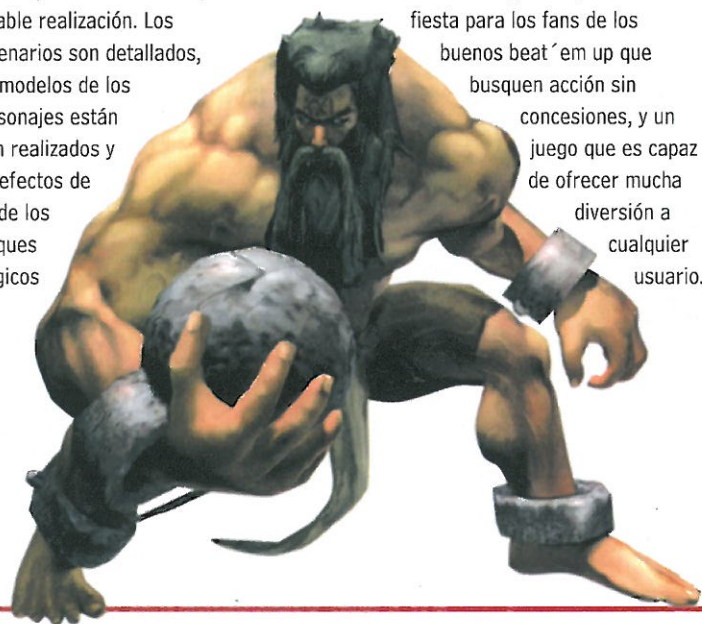 able realización. Los
enarios son detallados,
modelos de los
sonajes están
n realizados y
efectos de
de los
ques
gicos
fiesta para los fans de los
buenos beat´em up que
busquen acción sin
concesiones, y un
juego que es capaz
de ofrecer mucha
diversión a
cualquier
usuario.